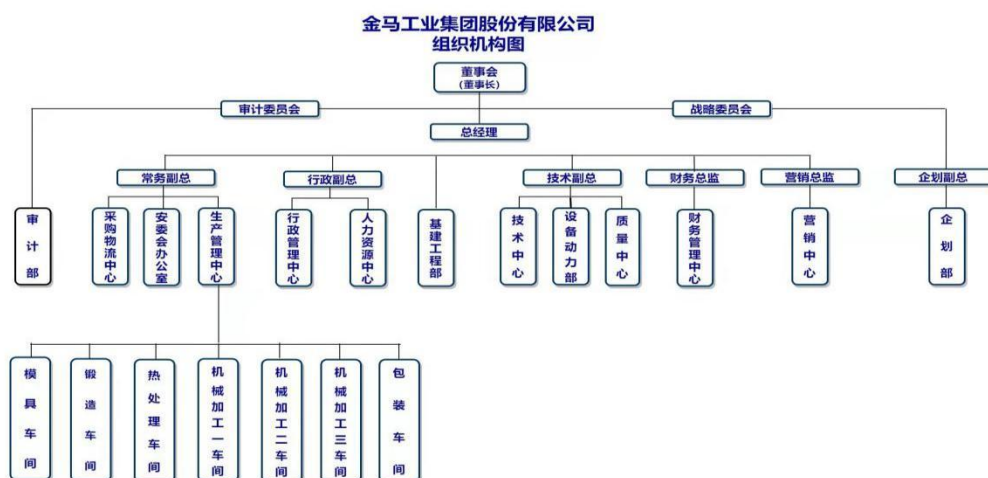 金马工业集团股份有限公司
组织机构图
董事会
(董事长)
审计委员会
战略委员会
总经理
常务副总
行政副总
技术副总
财务总监
营销总监
企划副总
审计部
采购物流中心
安委会办公室
生产管理中心
行政管理中心
人力资源中心
基建工程部
技术中心
设备动力部
质量中心
财务管理中心
营销中心
企划部
模具车间
锻造车间
热处理车间
机械加工一车间
机械加工二车间
机械加工三车间
包装车间